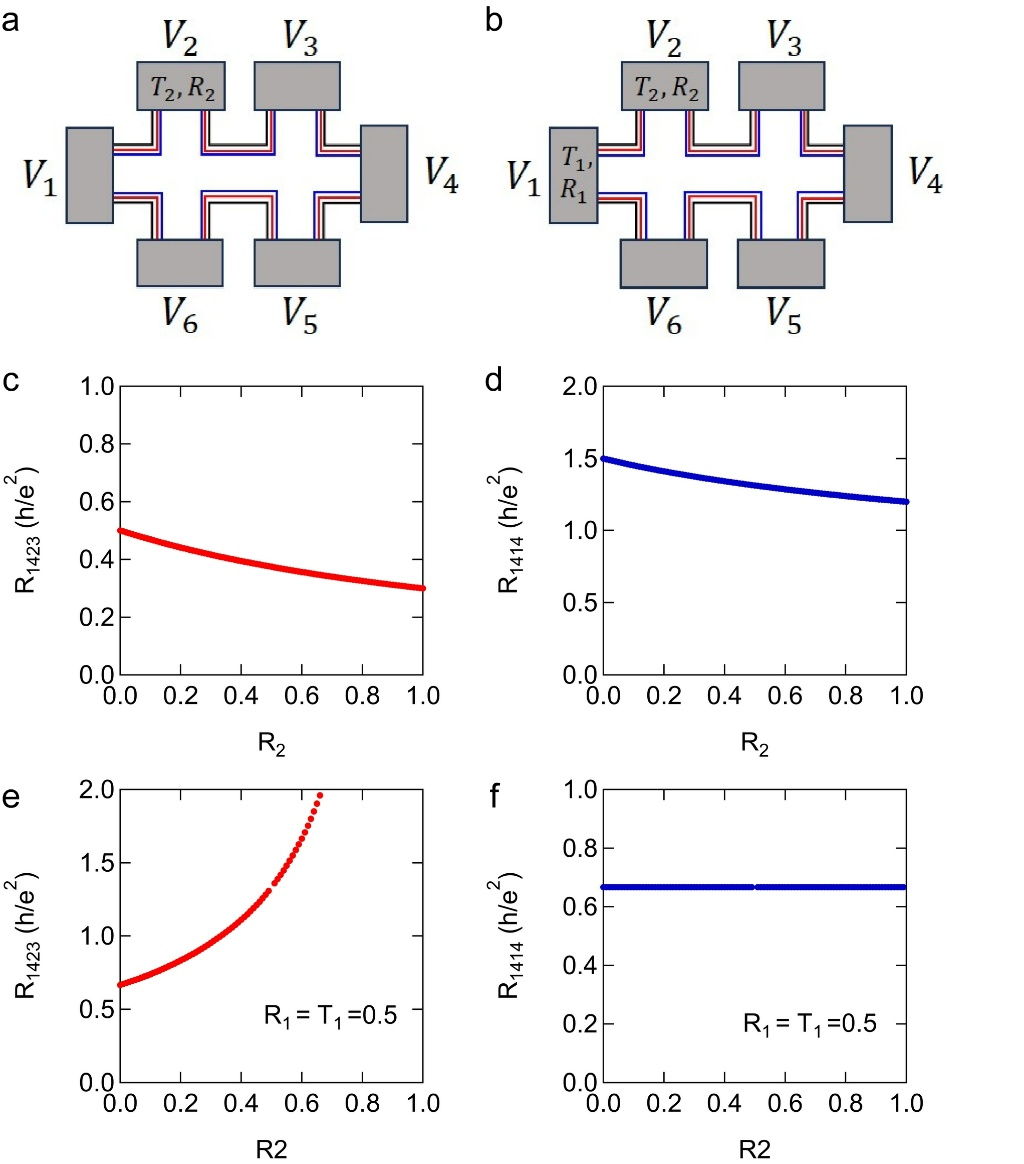 a
b
V2 V3
V2 V3
T2, R2
T2, R2
V1 V4
V1 T1, R1 V4
V6 V5
V6 V5
c
1.0
0.8
0.6
0.4
0.2
0.0
R1423 (h/e2)
0.0 0.2 0.4 0.6 0.8 1.0
R2
d
2.0
1.5
1.0
0.5
0.0
R1414 (h/e2)
0.0 0.2 0.4 0.6 0.8 1.0
R2
e
2.0
1.5
1.0
0.5
0.0
R1423 (h/e2)
R1 = T1 =0.5
0.0 0.2 0.4 0.6 0.8 1.0
R2
f
1.0
0.8
0.6
0.4
0.2
0.0
R1414 (h/e2)
R1 = T1 =0.5
0.0 0.2 0.4 0.6 0.8 1.0
R2